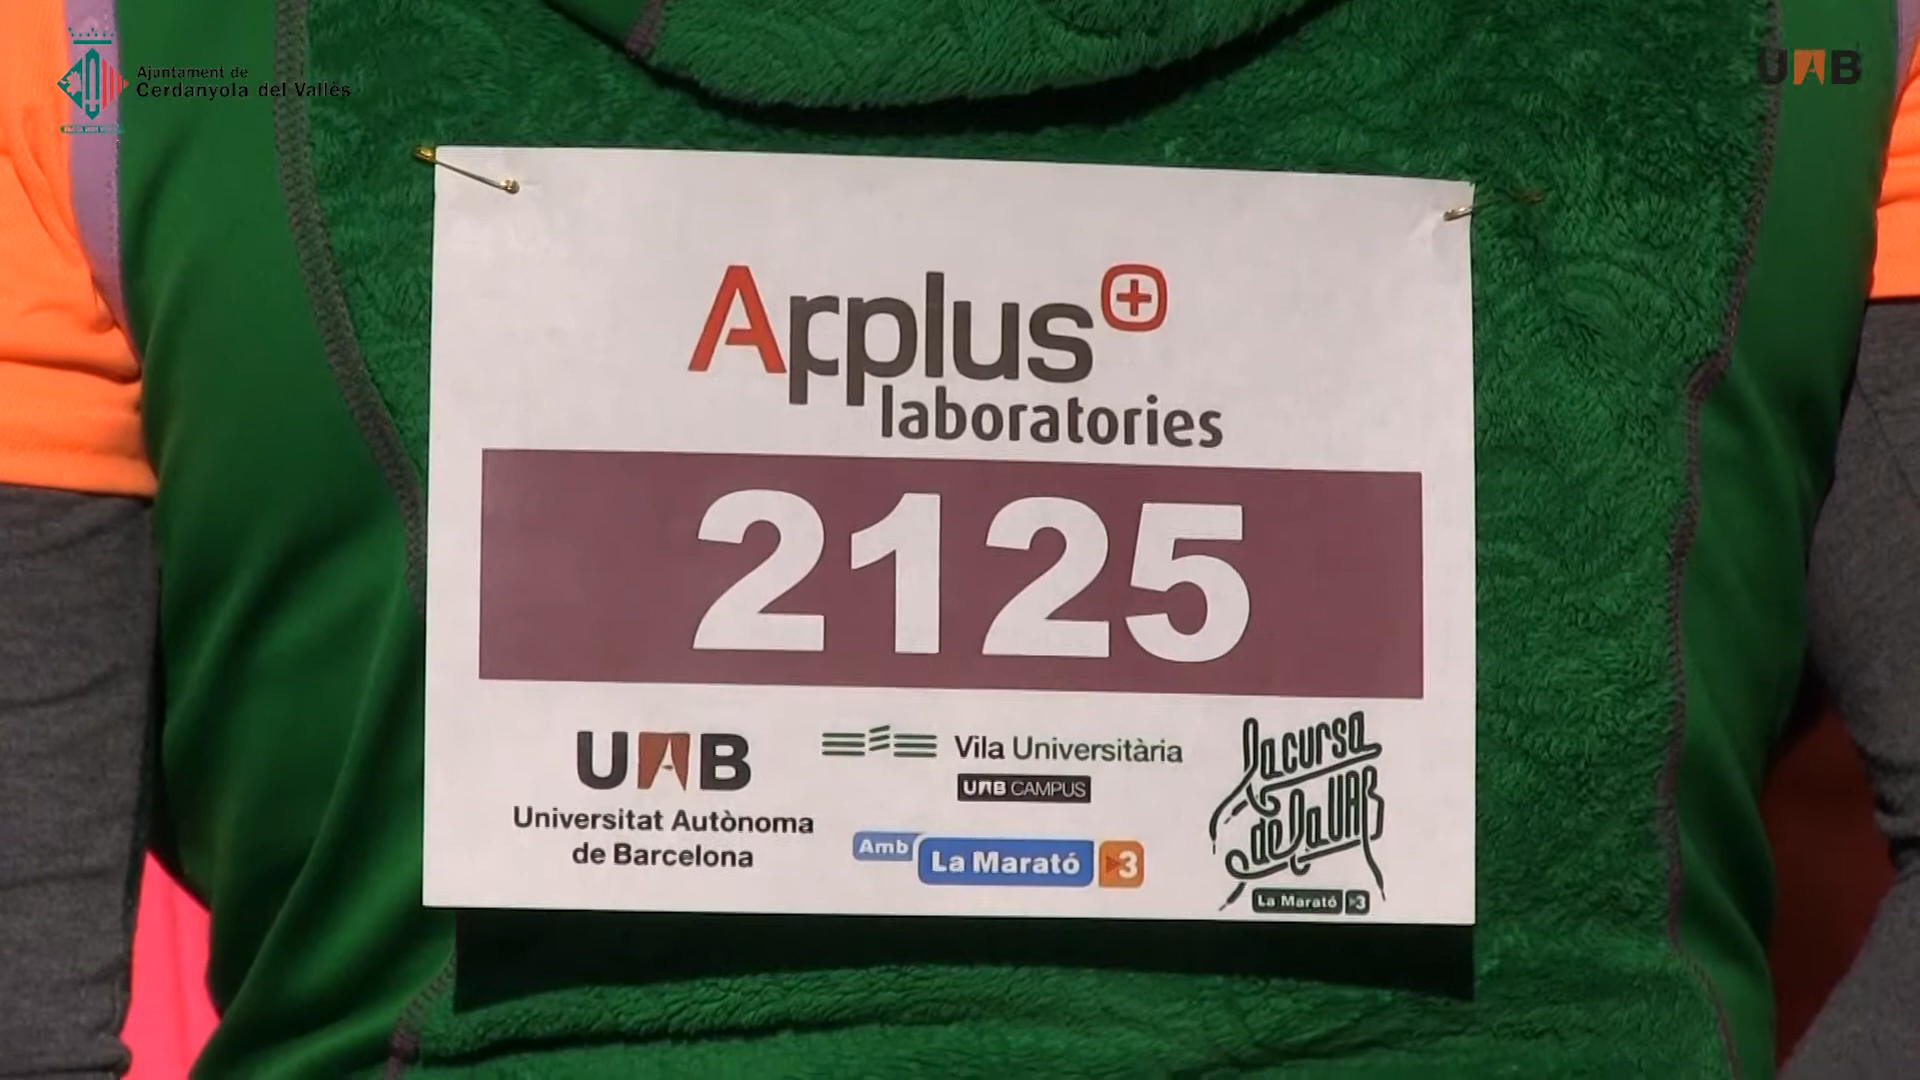 Ajuntament de
Cerdanyola del Vallès
UAB
Applus+
laboratories
2125
UAB
Universitat Autònoma
de Barcelona
Vila Universitària
UAB CAMPUS
Amb La Marató 3
la cursa
de la UAB
La Marató 3